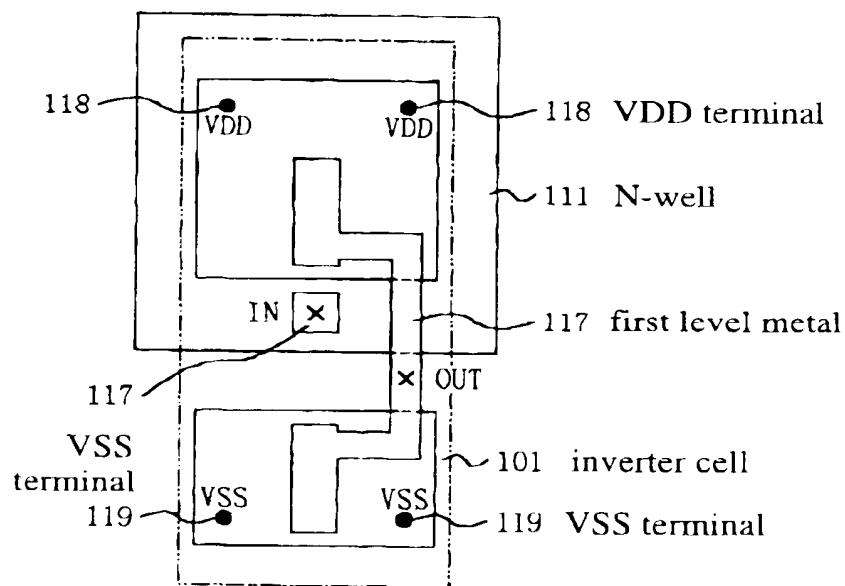 118
VDD
VDD
118 VDD terminal
111 N-well
IN
117 first level metal
117
OUT
VSS
terminal
119
VSS
VSS
101 inverter cell
119 VSS terminal